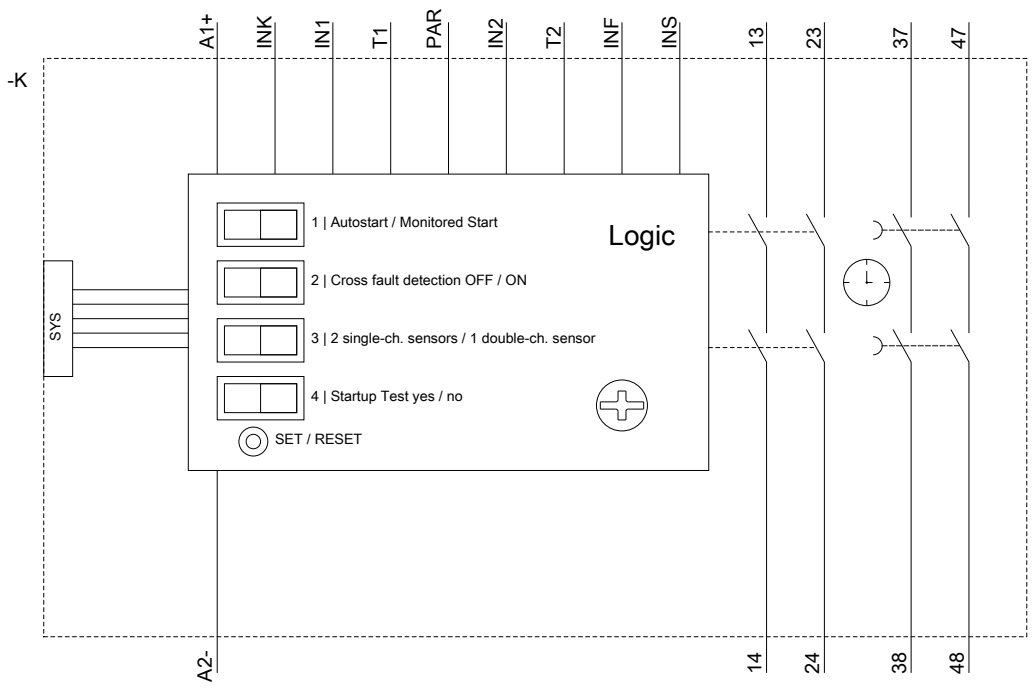 A1+
INK
IN1
T1
PAR
IN2
T2
INF
INS
13
23
37
47
-K
1 | Autostart / Monitored Start
Logic
2 | Cross fault detection OFF / ON
SYS
3 | 2 single-ch. sensors / 1 double-ch. sensor
4 | Startup Test yes / no
SET / RESET
A2-
14
24
38
48